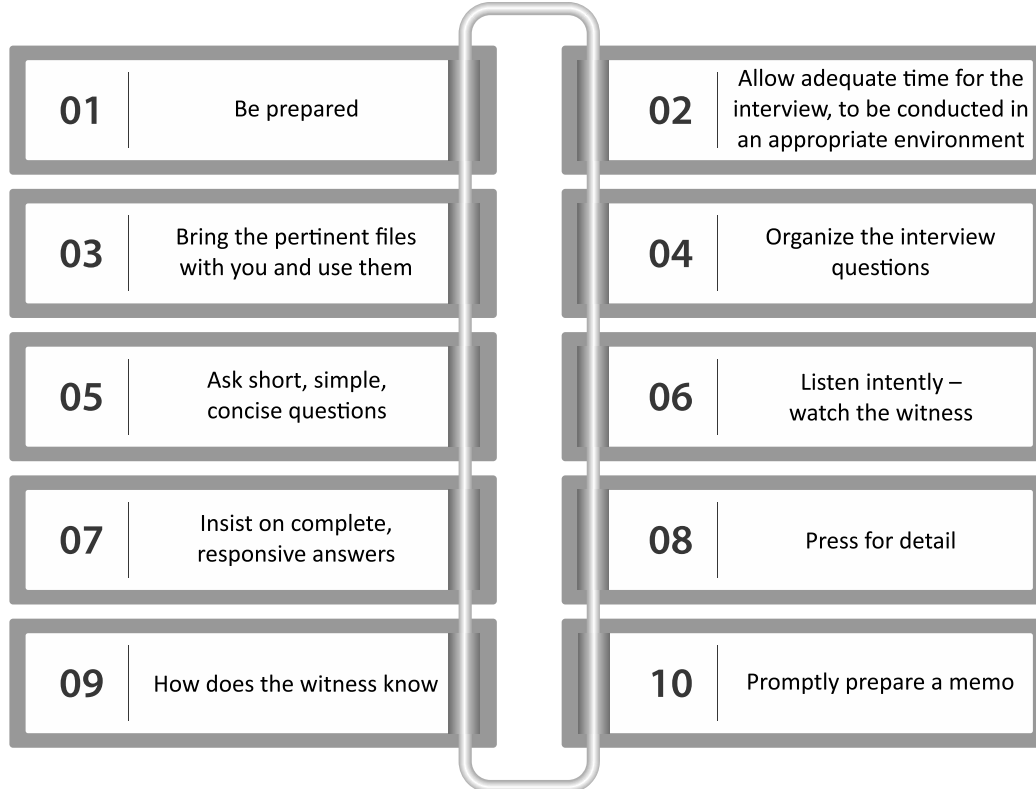 01
Be prepared
02
Allow adequate time for the
interview, to be conducted in
an appropriate environment
03
Bring the pertinent files
with you and use them
04
Organize the interview
questions
05
Ask short, simple,
concise questions
06
Listen intently –
watch the witness
07
Insist on complete,
responsive answers
08
Press for detail
09
How does the witness know
10
Promptly prepare a memo